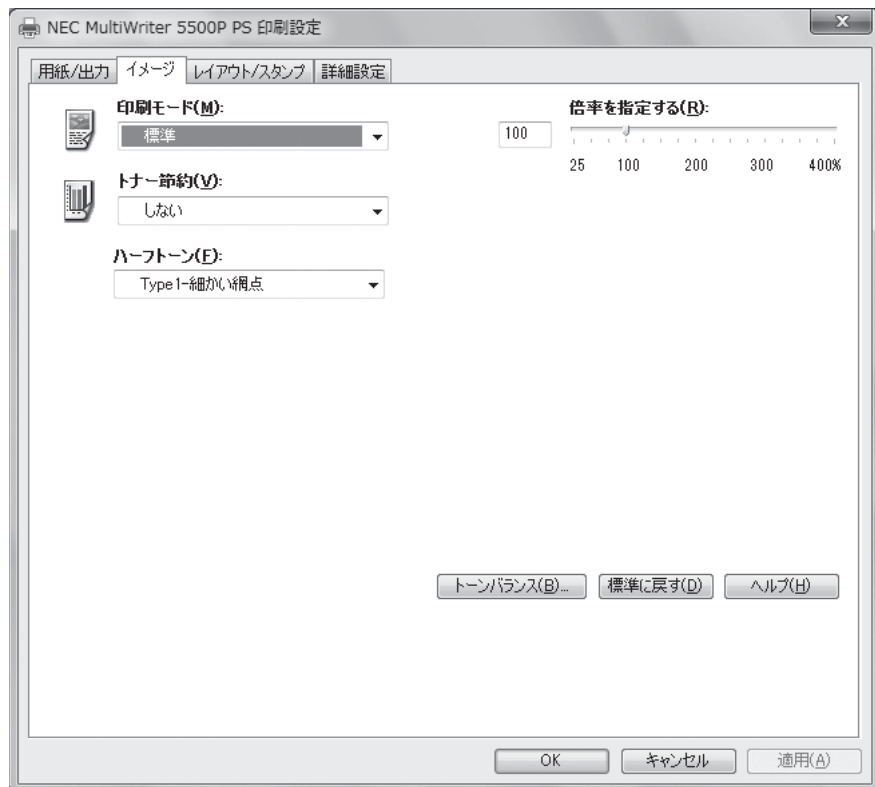 NEC MultiWriter 5500P PS 印刷設定
用紙/出力 イメージ レイアウト/スタンプ 詳細設定
印刷モード(M):
標準
倍率を指定する(R):
100
25 100 200 300 400%
トナー節約(V):
しない
ハーフトーン(F):
Type1-細かい網点
トーンバランス(B)... 標準に戻す(D) ヘルプ(H)
OK キャンセル 適用(A)